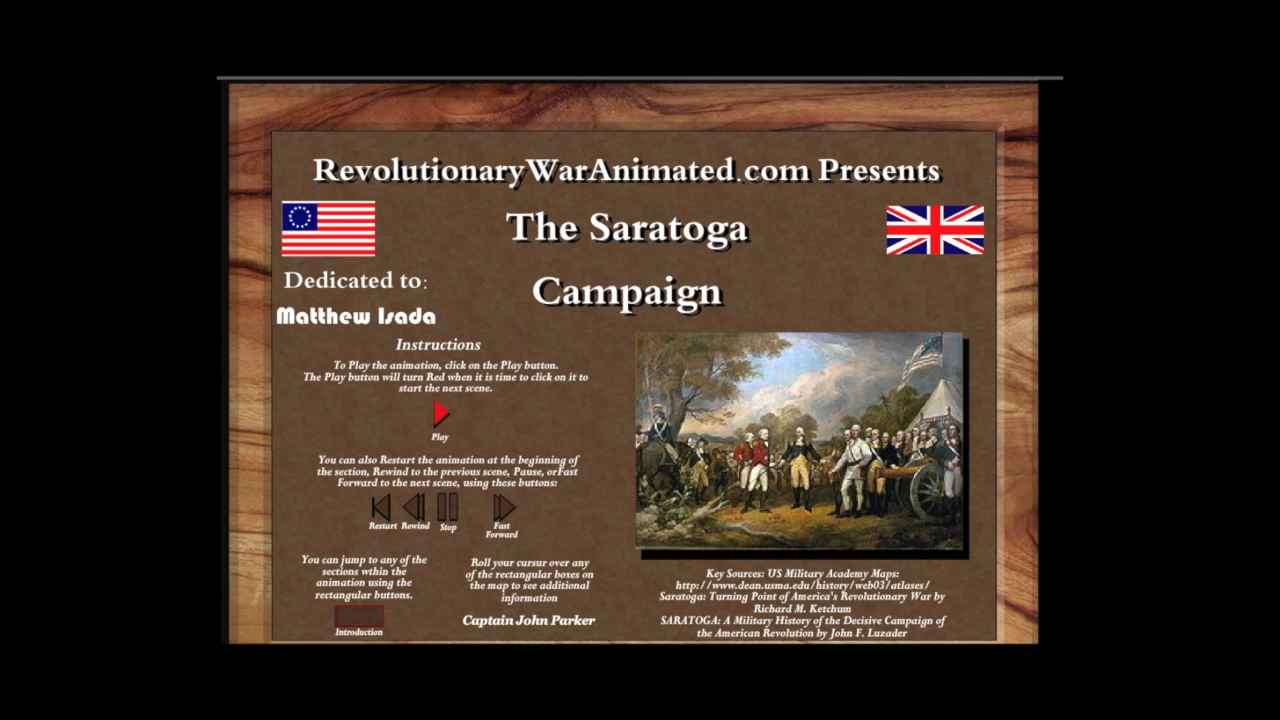 RevolutionaryWarAnimated.com Presents
The Saratoga
Campaign
Dedicated to:
Matthew Isada
Instructions
To Play the animation, click on the Play button.
The Play button will turn Red when it is time to click on it to
start the next scene.
Play
You can also Restart the animation at the beginning of
the section, Rewind to the previous scene, Pause, orFast
Forward to the next scene, using these buttons:
Restart Rewind Stop Fast
Forward
You can jump to any of the
sections wthin the
animation using the
rectangular buttons.
Introduction
Roll your cursur over any
of the rectangular boxes on
the map to see additional
information
Captain John Parker
Key Sources: US Military Academy Maps:
http://www.dean.usma.edu/history/web03/atlases/
Saratoga: Turning Point of America's Revolutionary War by
Richard M. Ketchum
SARATOGA: A Military History of the Decisive Campaign of
the American Revolution by John F. Luzader